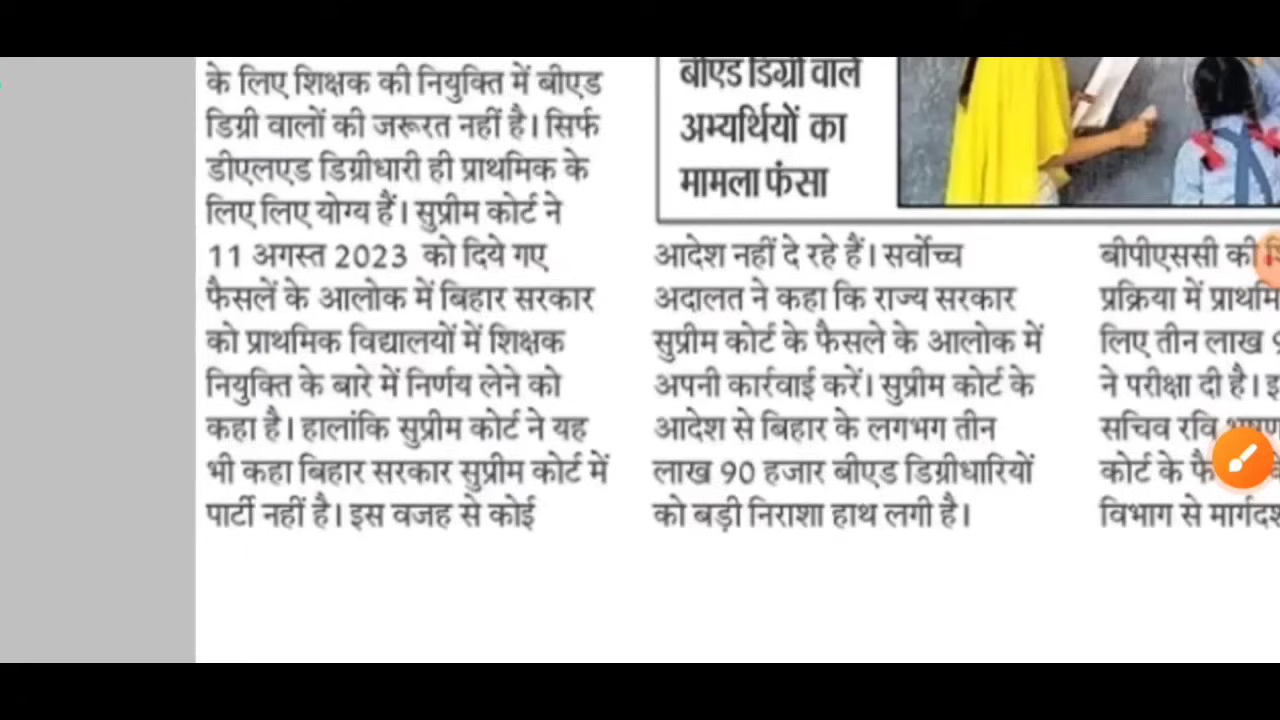 के लिए शिक्षक की नियुक्ति में बीएड
डिग्री वालों की जरूरत नहीं है। सिर्फ
डीएलएड डिग्रीधारी ही प्राथमिक के
लिए लिए योग्य हैं। सुप्रीम कोर्ट ने
11 अगस्त 2023 को दिये गए
फैसलें के आलोक में बिहार सरकार
को प्राथमिक विद्यालयों में शिक्षक
नियुक्ति के बारे में निर्णय लेने को
कहा है। हालांकि सुप्रीम कोर्ट ने यह
भी कहा बिहार सरकार सुप्रीम कोर्ट में
पार्टी नहीं है। इस वजह से कोई
बीएड डिग्री वाले
अभ्यर्थियों का
मामला फंसा
आदेश नहीं दे रहे हैं। सर्वोच्च
अदालत ने कहा कि राज्य सरकार
सुप्रीम कोर्ट के फैसले के आलोक में
अपनी कार्रवाई करें। सुप्रीम कोर्ट के
आदेश से बिहार के लगभग तीन
लाख 90 हजार बीएड डिग्रीधारियों
को बड़ी निराशा हाथ लगी है।
बीपीएससी की
प्रक्रिया में
लिए तीन लाख
ने परीक्षा दी है।
सचिव रवि
कोर्ट के
विभाग से